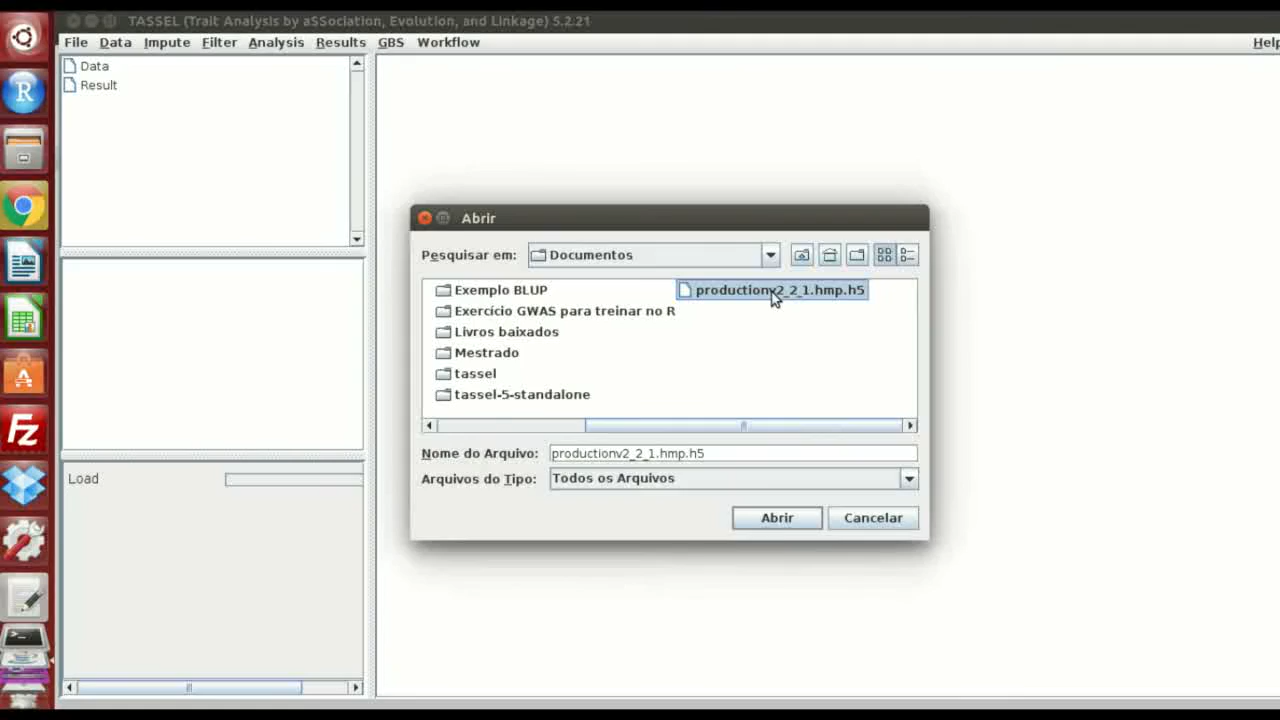 TASSEL (Trait Analysis by aSSociation, Evolution, and Linkage) 5.2.21
File Data Impute Filter Analysis Results GBS Workflow Help
Data
Result
Abrir
Pesquisar em: Documentos
Exemplo BLUP productionv2_2_1.hmp.h5
Exercício GWAS para treinar no R
Livros baixados
Mestrado
tassel
tassel-5-standalone
Nome do Arquivo: productionv2_2_1.hmp.h5
Load
Arquivos do Tipo: Todos os Arquivos
Abrir Cancelar